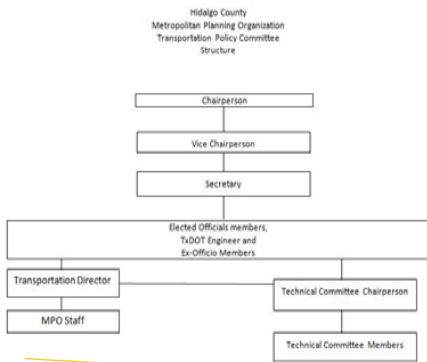 Hidalgo County
Metropolitan Planning Organization
Transportation Policy Committee
Structure
Chairperson
Vice Chairperson
Secretary
Elected Officials members,
TxDOT Engineer and
Ex-Officio Members
Transportation Director
Technical Committee Chairperson
MPO Staff
Technical Committee Members